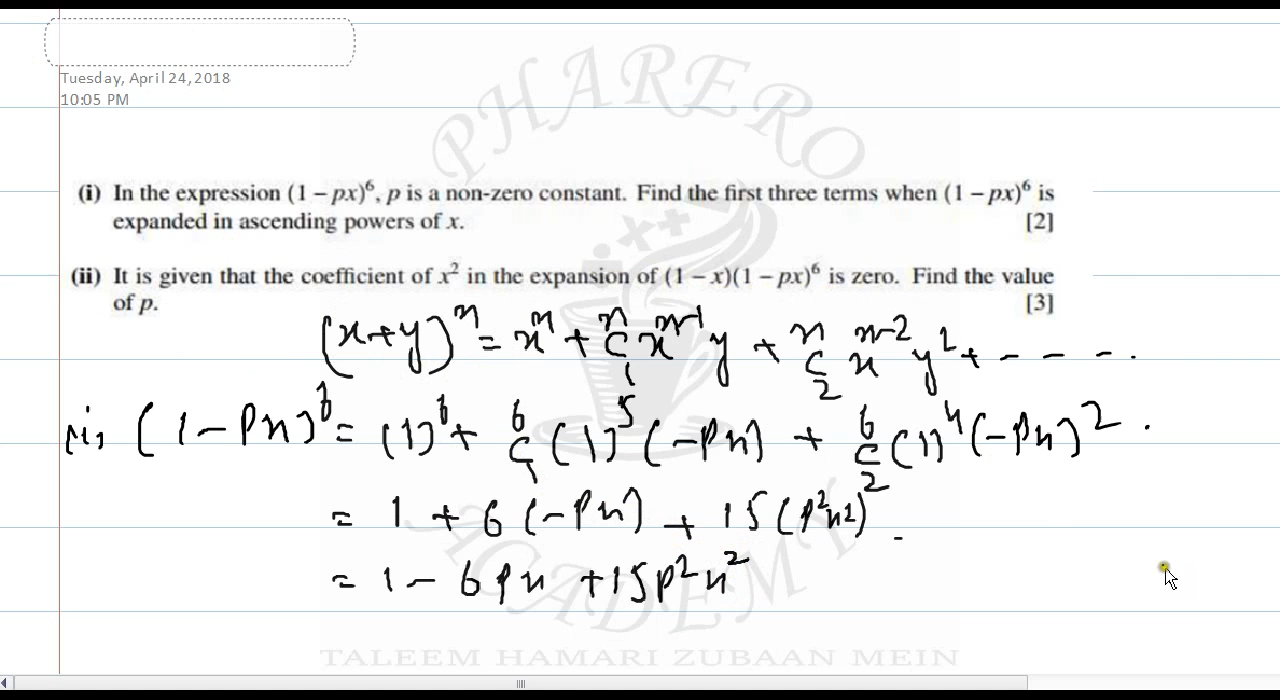 Tuesday, April 24, 2018
10:05 PM
PHARERO
(i) In the expression (1 − px)⁶, p is a non-zero constant. Find the first three terms when (1 − px)⁶ is
expanded in ascending powers of x. [2]
(ii) It is given that the coefficient of x² in the expansion of (1 − x)(1 − px)⁶ is zero. Find the value
of p. [3]
(x+y)ⁿ = xⁿ + ⁿC₁ xⁿ⁻¹ y + ⁿC₂ xⁿ⁻² y² + - - - .
(i) (1 − Px)⁶ = (1)⁶ + ⁶C₁ (1)⁵ (−Px) + ⁶C₂ (1)⁴ (−Px)² .
= 1 + 6 (−Px) + 15 (P²x²) -
= 1 − 6Px + 15P²x²
ACADEMY
TALEEM HAMARI ZUBAAN MEIN